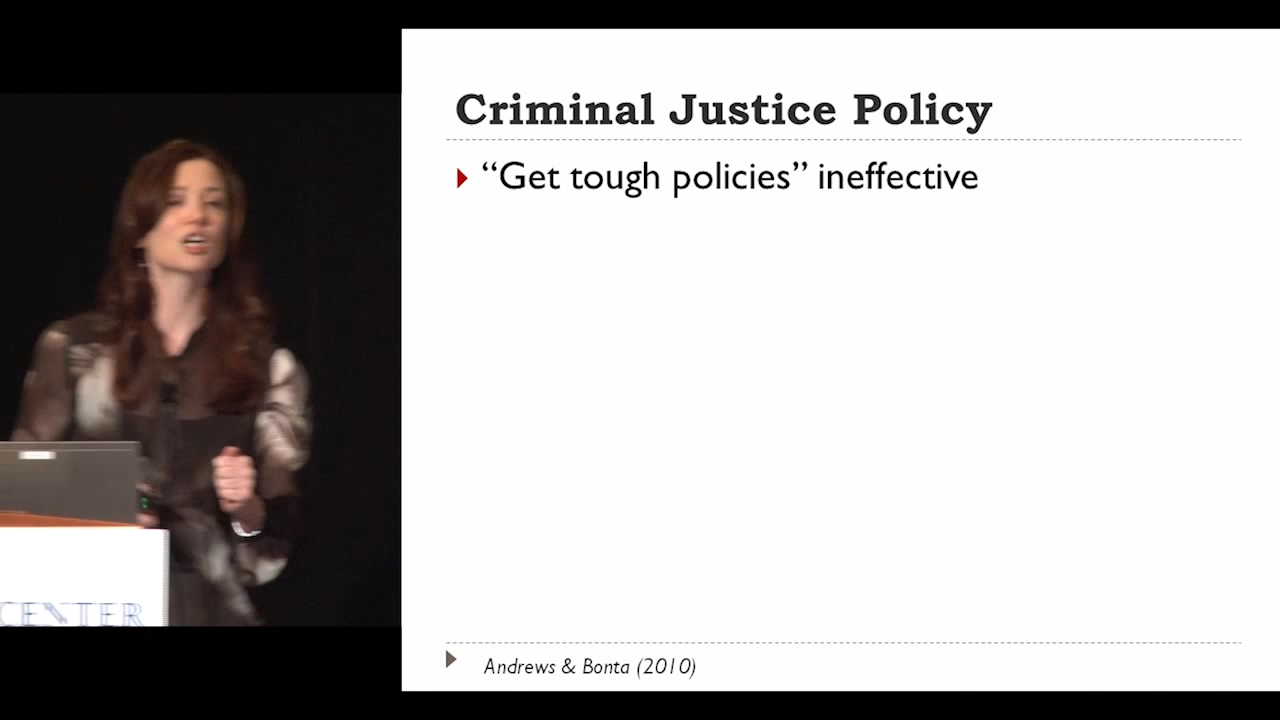 Criminal Justice Policy
“Get tough policies” ineffective
Andrews & Bonta (2010)
CENTER